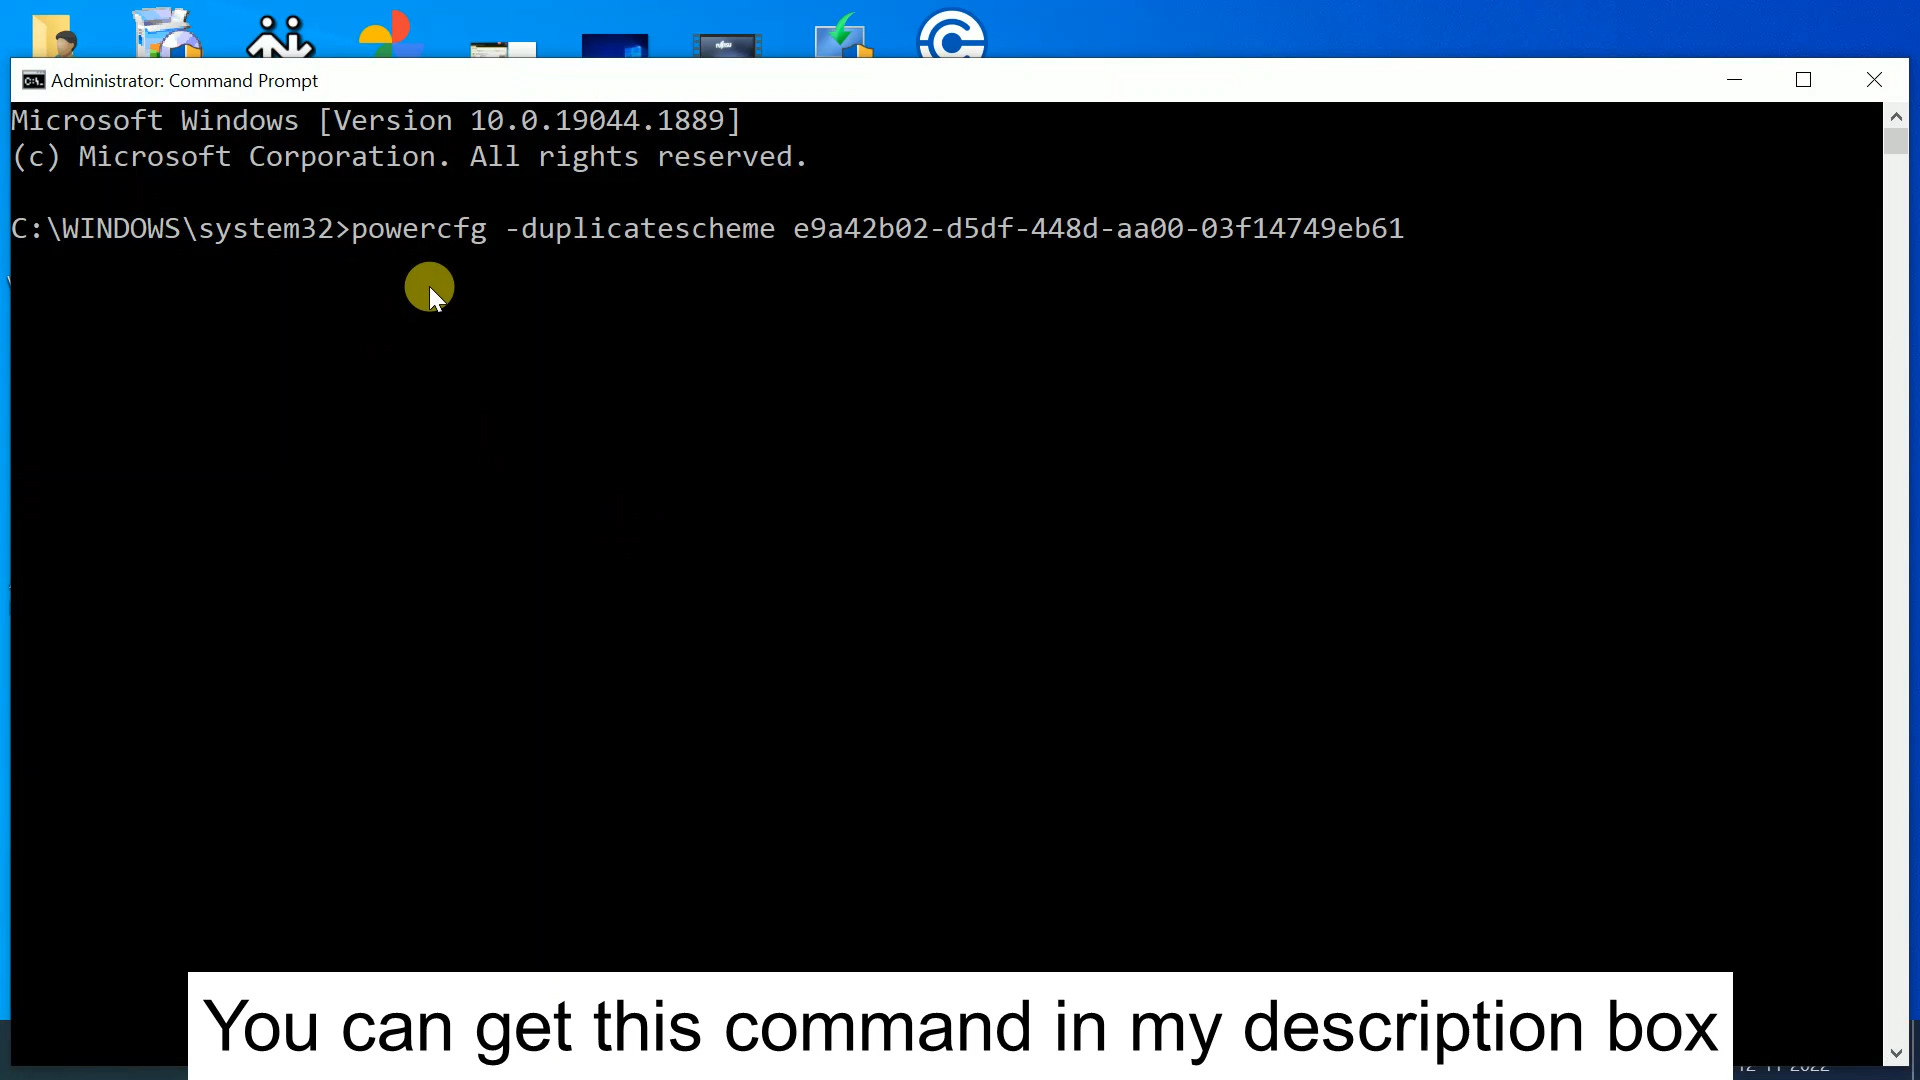 FUJITSU
Administrator: Command Prompt
Microsoft Windows [Version 10.0.19044.1889]
(c) Microsoft Corporation. All rights reserved.
C:\WINDOWS\system32>powercfg -duplicatescheme e9a42b02-d5df-448d-aa00-03f14749eb61
You can get this command in my description box